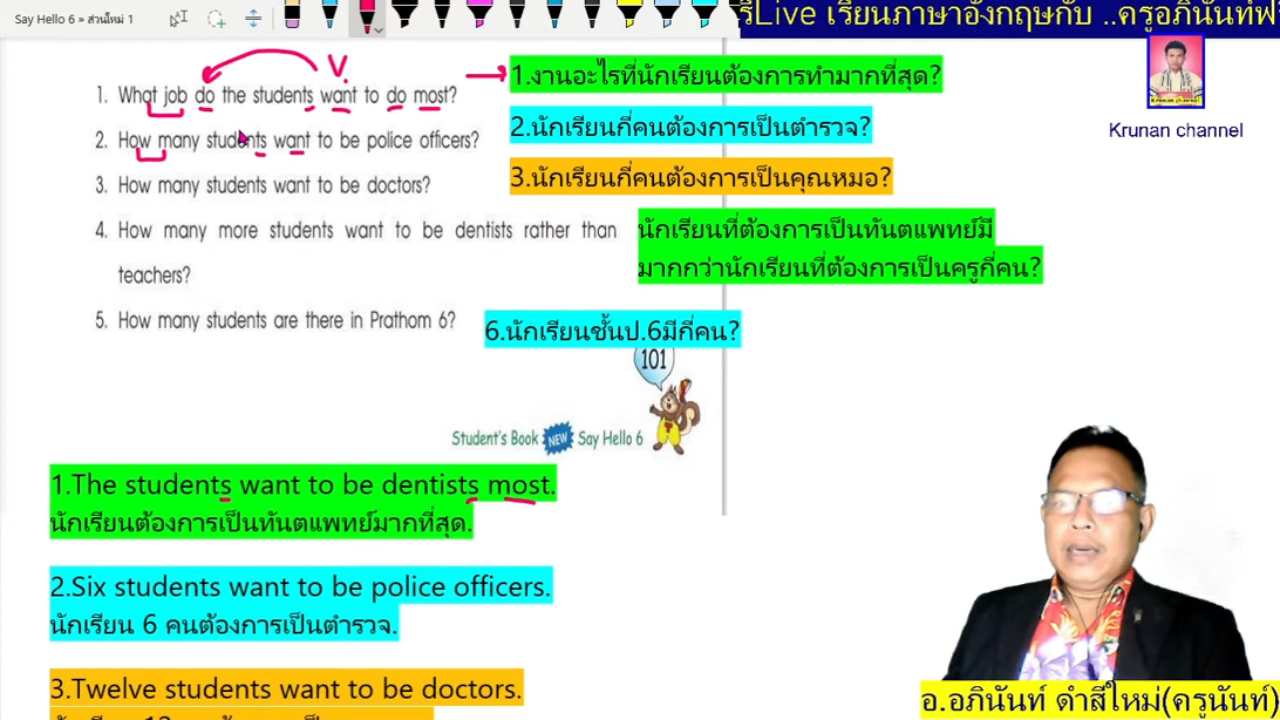 Say Hello 6 » ส่วนใหม่ 1
รีLive เรียนภาษาอังกฤษกับ ..ครูอภินันท์ฟรี
V.
1. What job do the students want to do most?
1.งานอะไรที่นักเรียนต้องการทำมากที่สุด?
Krunan channel
2. How many students want to be police officers?
2.นักเรียนกี่คนต้องการเป็นตำรวจ?
3. How many students want to be doctors?
3.นักเรียนกี่คนต้องการเป็นคุณหมอ?
4. How many more students want to be dentists rather than
teachers?
นักเรียนที่ต้องการเป็นทันตแพทย์มี
มากกว่านักเรียนที่ต้องการเป็นครูกี่คน?
5. How many students are there in Prathom 6?
6.นักเรียนชั้นป.6มีกี่คน?
101
Student's Book NEW Say Hello 6
1.The students want to be dentists most.
นักเรียนต้องการเป็นทันตแพทย์มากที่สุด.
2.Six students want to be police officers.
นักเรียน 6 คนต้องการเป็นตำรวจ.
3.Twelve students want to be doctors.
อ.อภินันท์ ดำสีใหม่(ครูนันท์)